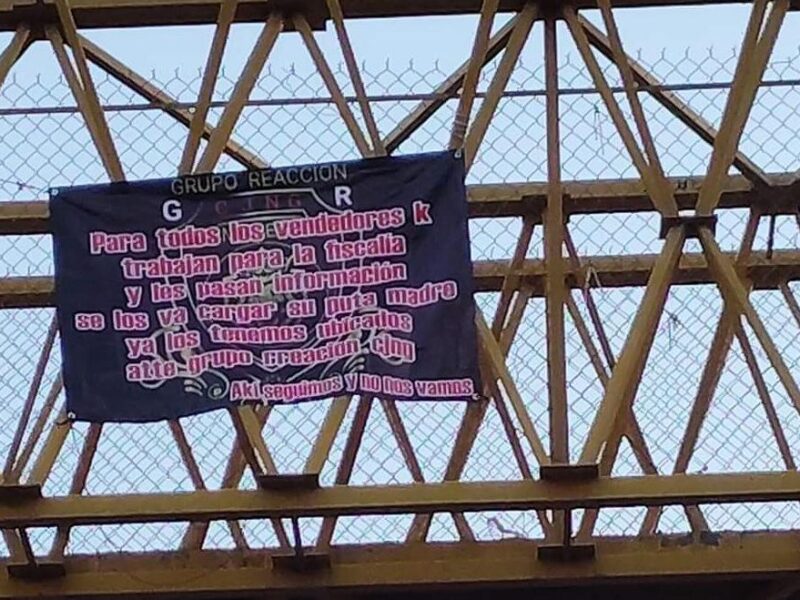 GRUPO REACCION
G CJNG R
Para todos los vendedores k
trabajan para la fiscalia
y les pasan información
se los va cargar su puta madre
ya los tenemos ubicados
atte grupo rreación cjng
Aki seguimos y no nos vamos